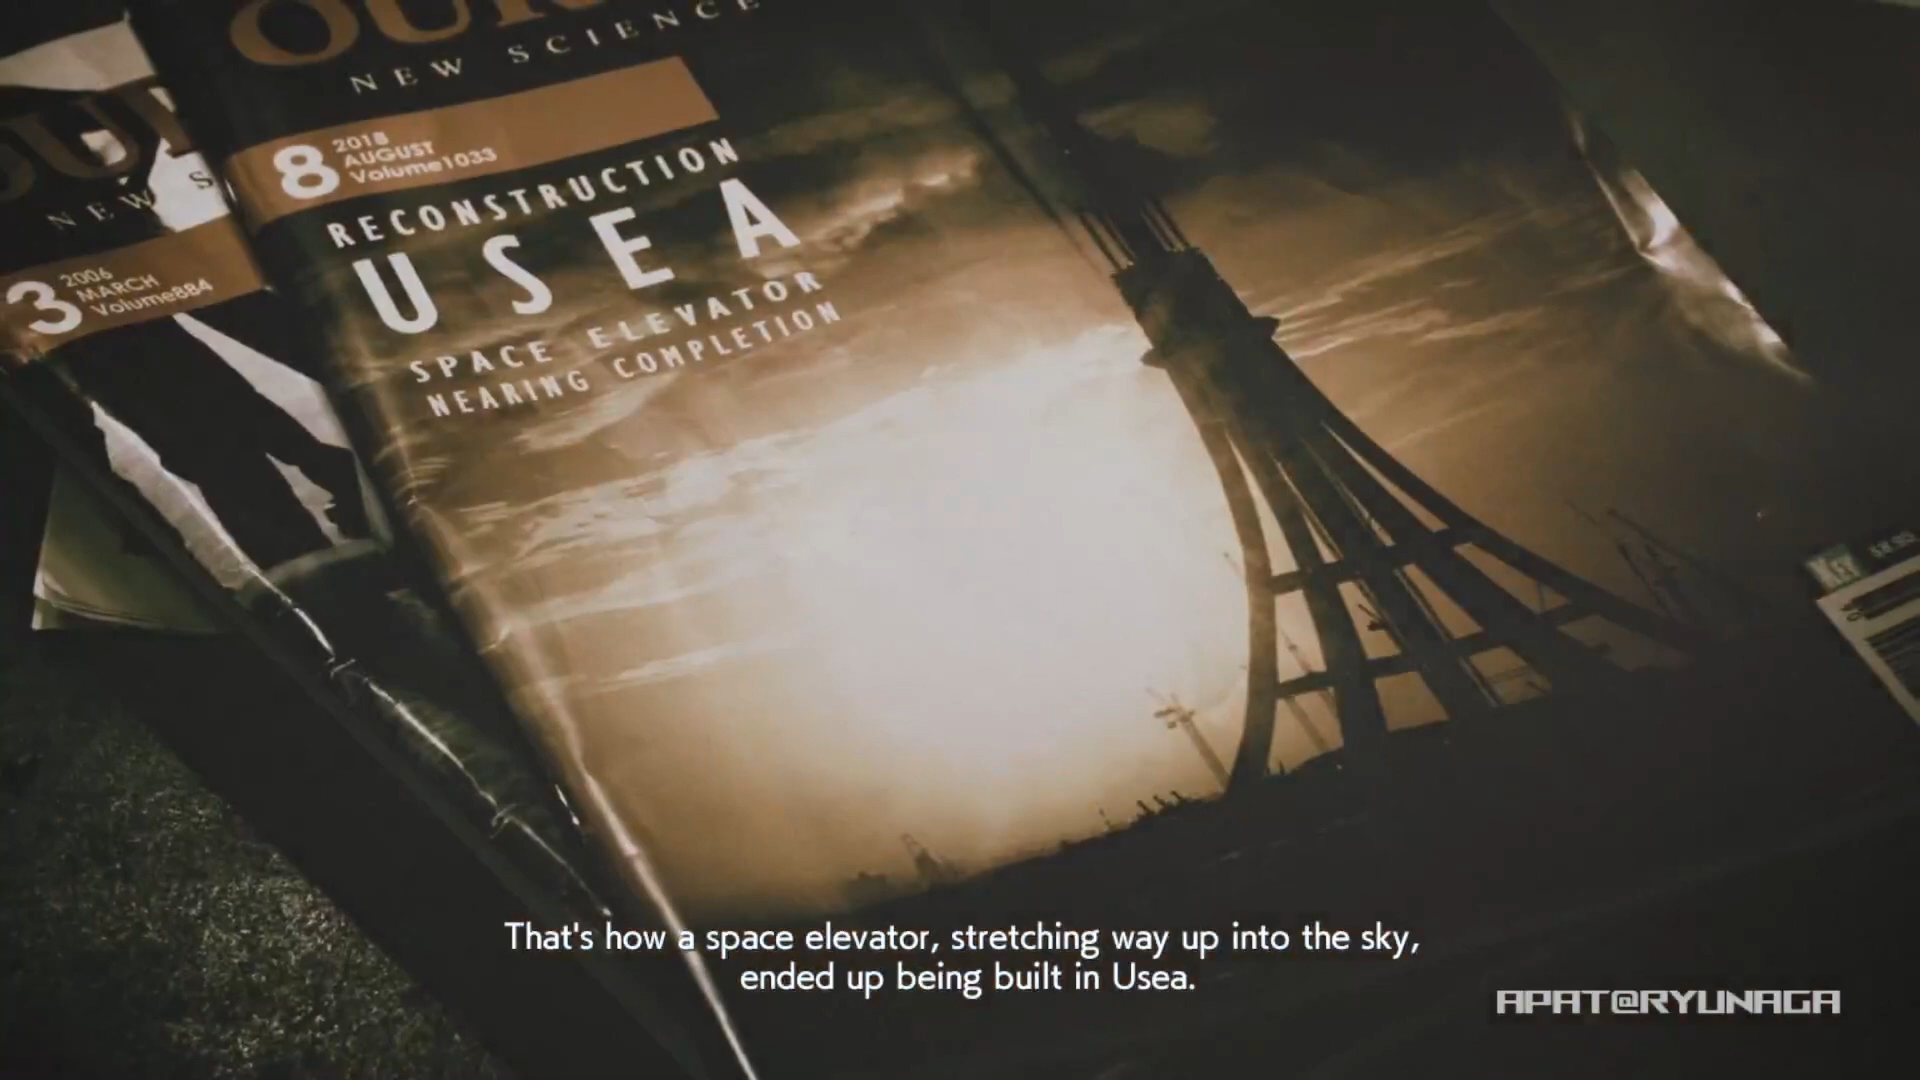 NEW SCIENCE
8
2018
AUGUST
Volume1033
RECONSTRUCTION
USEA
SPACE ELEVATOR
NEARING COMPLETION
NEW S
3
2006
MARCH
Volume884
That's how a space elevator, stretching way up into the sky,
ended up being built in Usea.
APAT@RYUNAGA